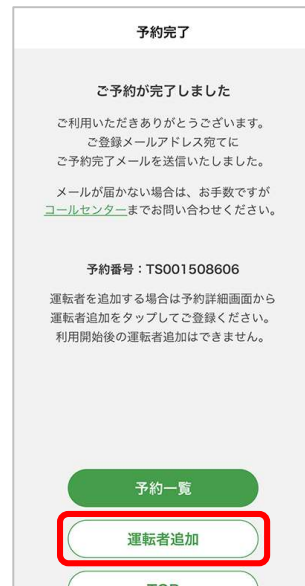 予約完了
ご予約が完了しました
ご利用いただきありがとうございます。
ご登録メールアドレス宛てに
ご予約完了メールを送信いたしました。
メールが届かない場合は、お手数ですが
コールセンターまでお問い合わせください。
予約番号：TS001508606
運転者を追加する場合は予約詳細画面から
運転者追加をタップしてご登録ください。
利用開始後の運転者追加はできません。
予約一覧
運転者追加
TOP